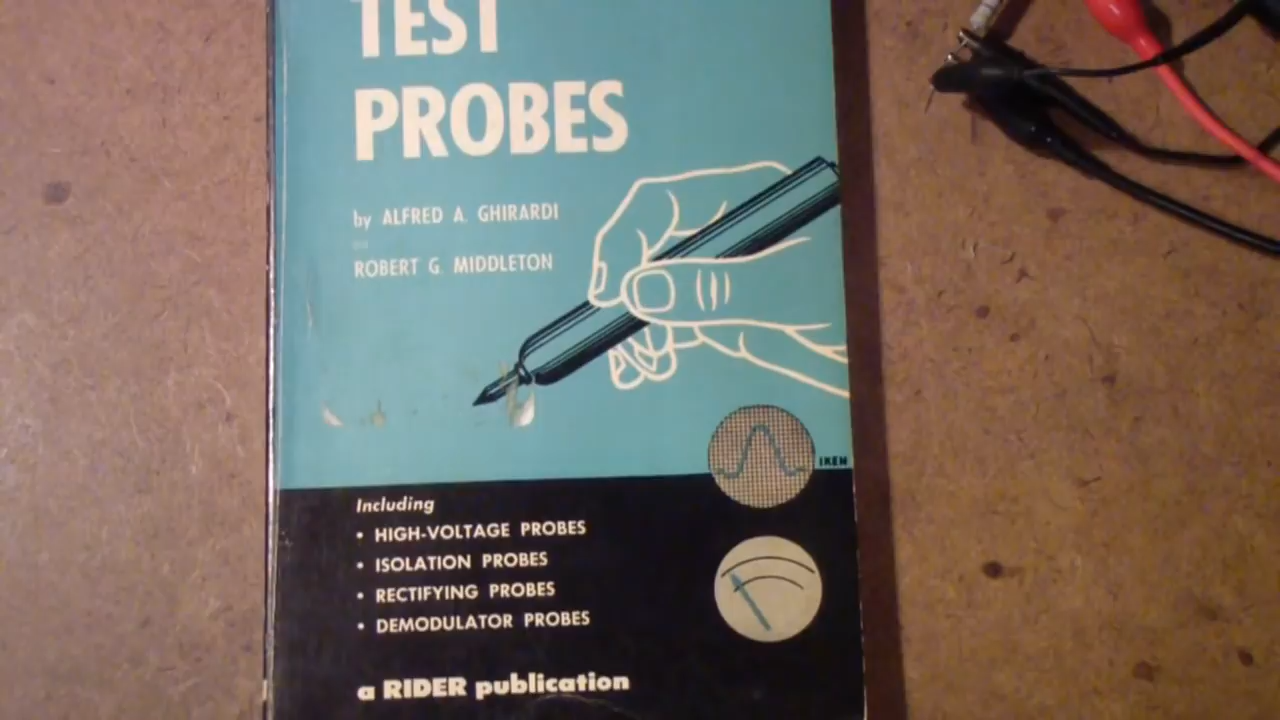 TEST
PROBES
by ALFRED A. GHIRARDI
ROBERT G. MIDDLETON
IKEN
Including
• HIGH-VOLTAGE PROBES
• ISOLATION PROBES
• RECTIFYING PROBES
• DEMODULATOR PROBES
a RIDER publication